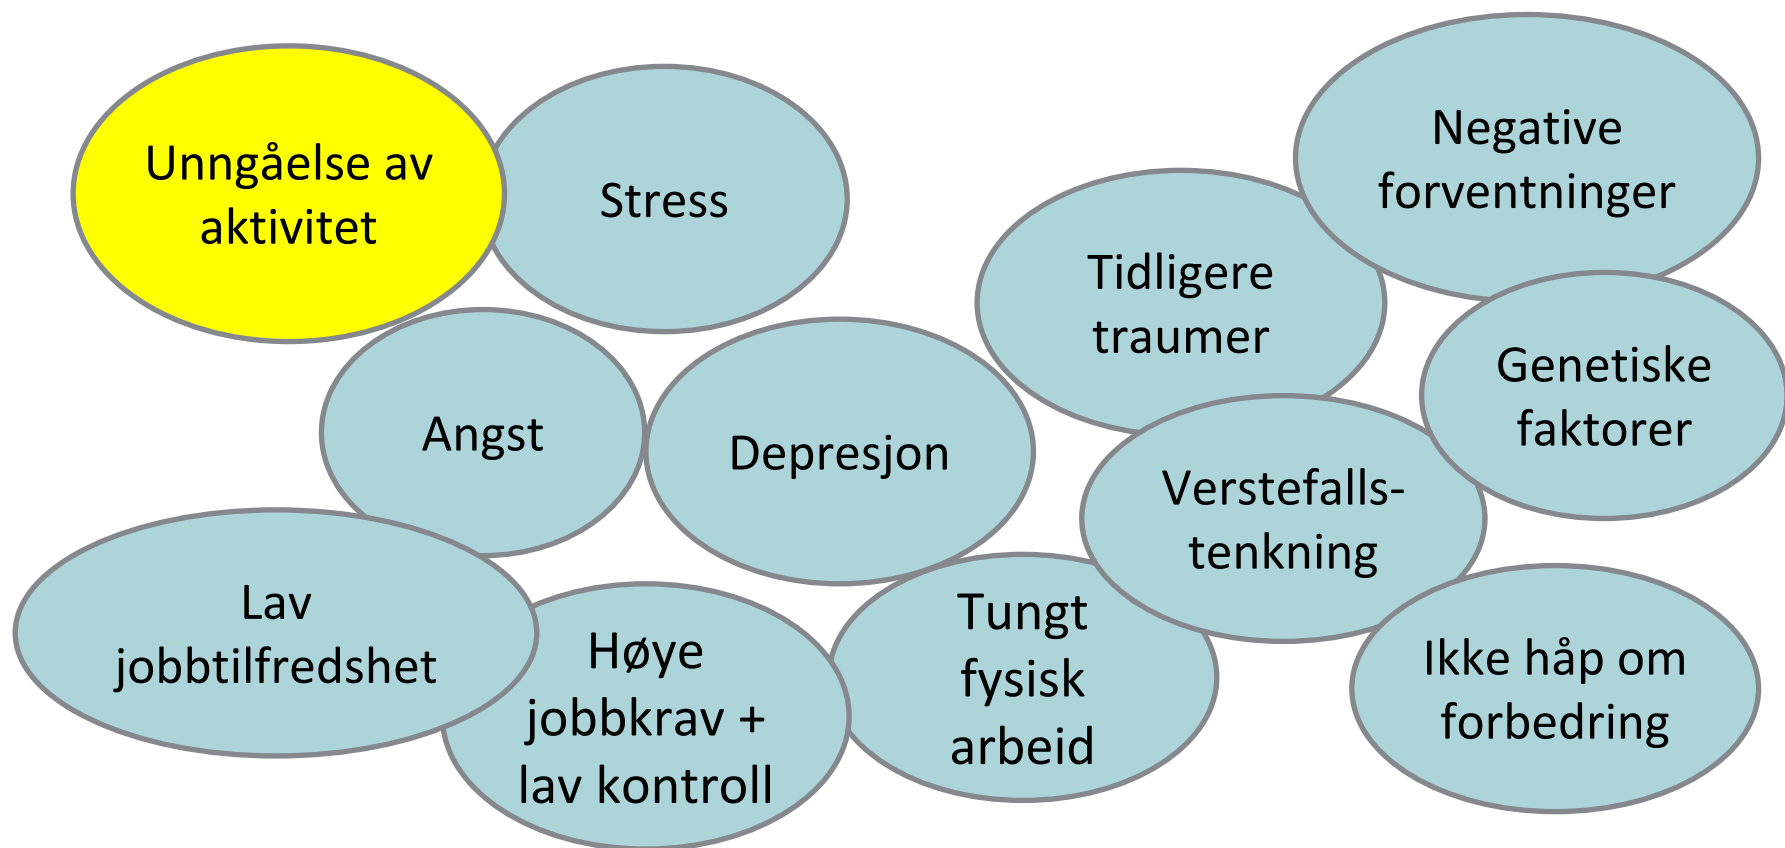 Unngåelse av
aktivitet
Stress
Negative
forventninger
Tidligere
traumer
Genetiske
faktorer
Angst
Depresjon
Verstefalls-
tenkning
Lav
jobbtilfredshet
Høye
jobbkrav +
lav kontroll
Tungt
fysisk
arbeid
Ikke håp om
forbedring